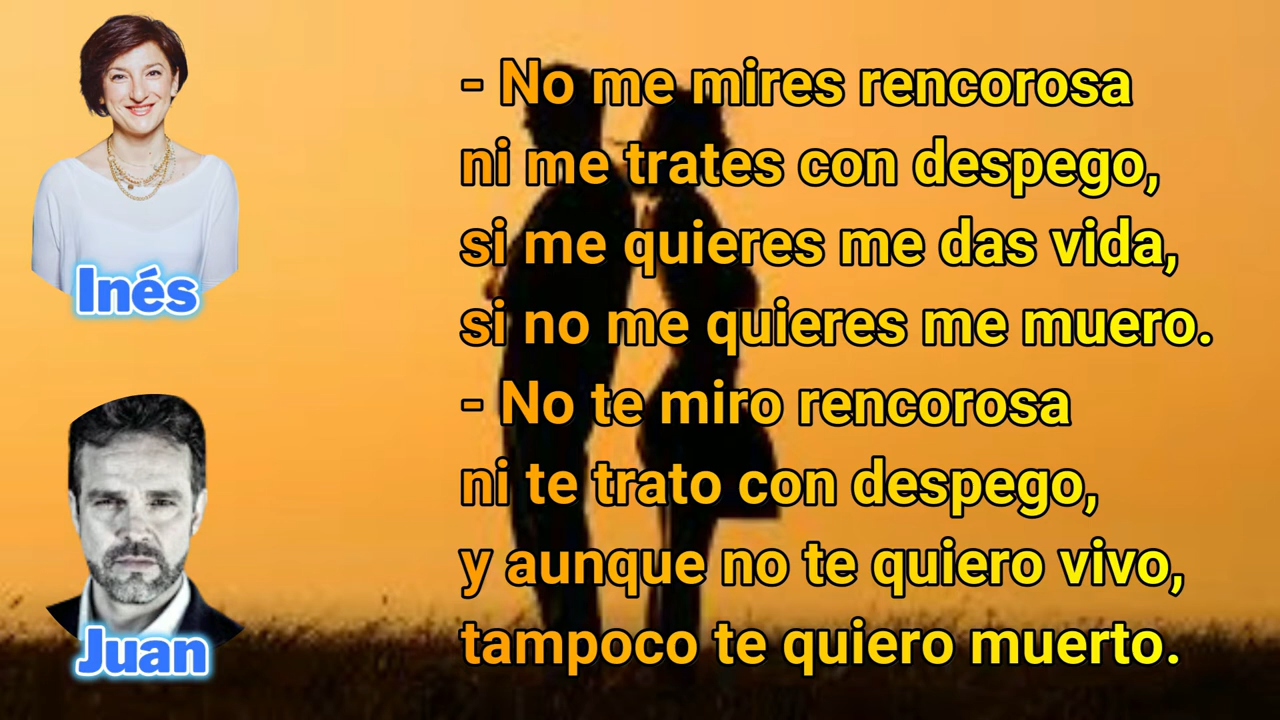 Inés
Juan
- No me mires rencorosa
ni me trates con despego,
si me quieres me das vida,
si no me quieres me muero.
- No te miro rencorosa
ni te trato con despego,
y aunque no te quiero vivo,
tampoco te quiero muerto.